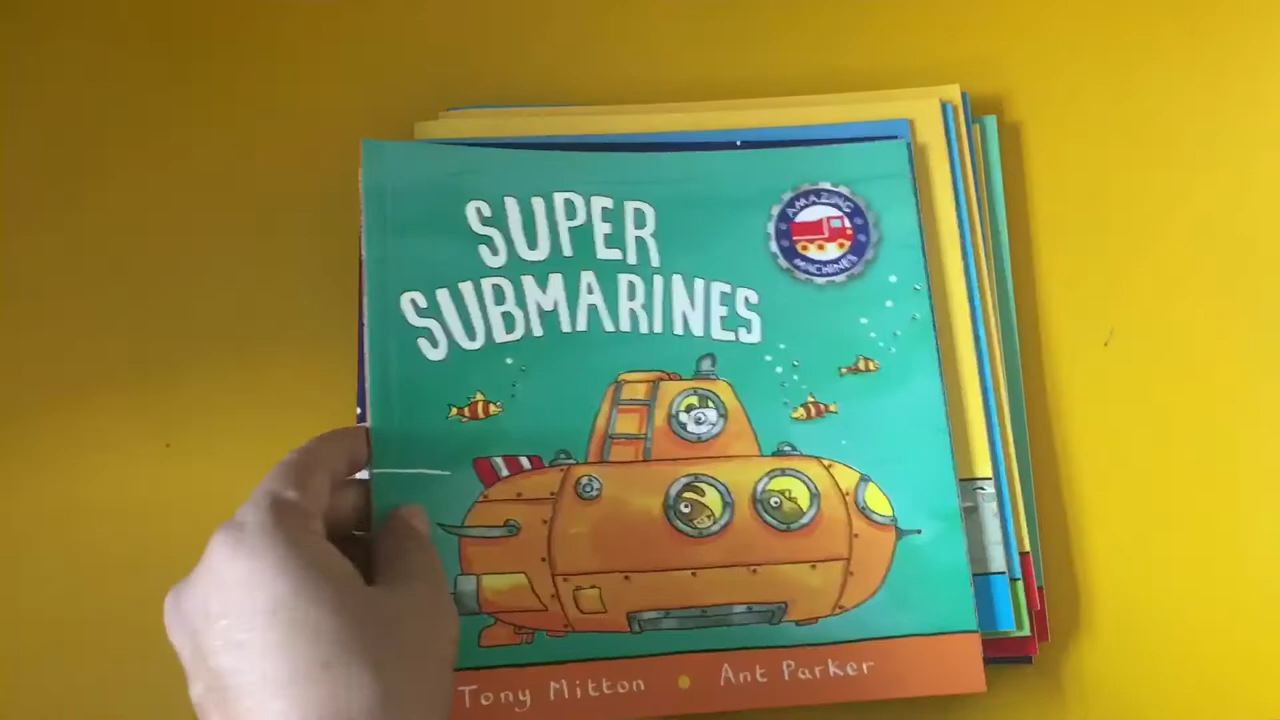 SUPER
SUBMARINES
AMAZING
MACHINES
Tony Mitton • Ant Parker